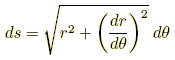 ds = √(r² + (dr/dθ)²) dθ